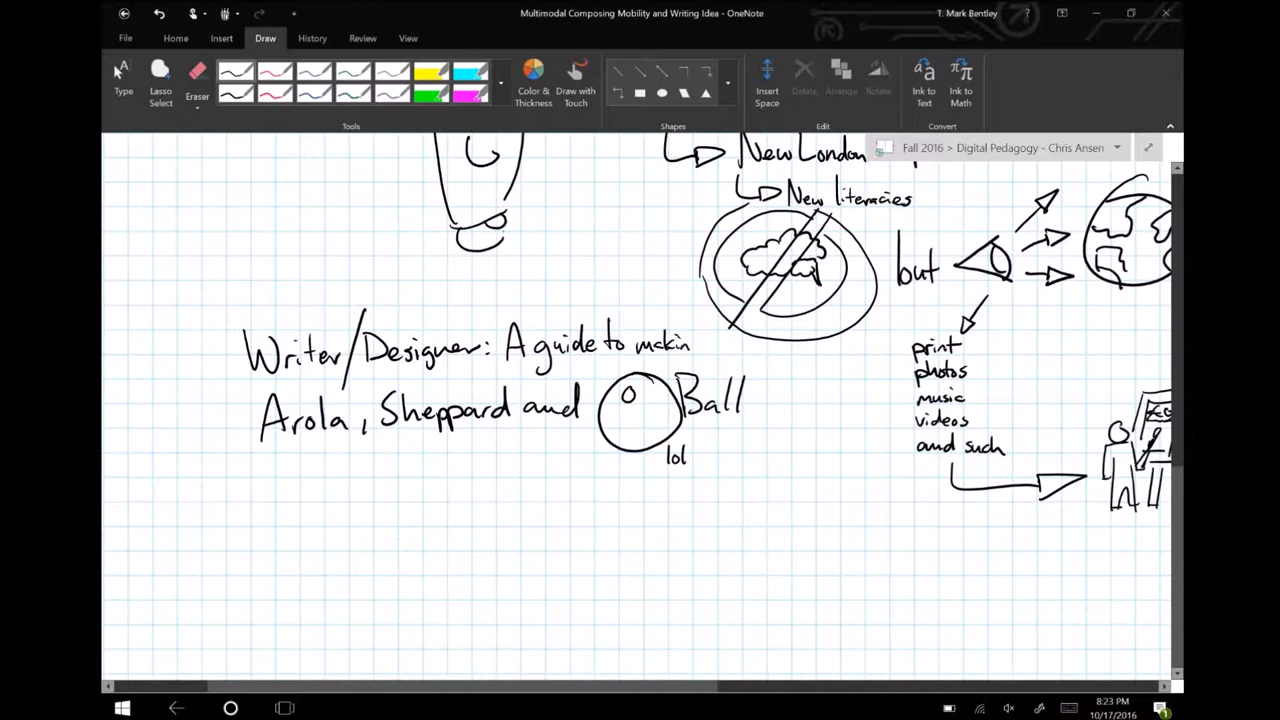 Multimodal Composing Mobility and Writing Idea - OneNote
T. Mark Bentley
?
File
Home
Insert
Draw
History
Review
View
Type
Lasso Select
Eraser
Color & Thickness
Draw with Touch
Insert Space
Delete
Arrange
Rotate
Ink to Text
Ink to Math
Tools
Shapes
Edit
Convert
Fall 2016 > Digital Pedagogy - Chris Ansen
New London
New literacies
but
Writer/Designer: A guide to makin
Arola, Sheppard and Ball
lol
print
photos
music
videos
and such
8:23 PM
10/17/2016